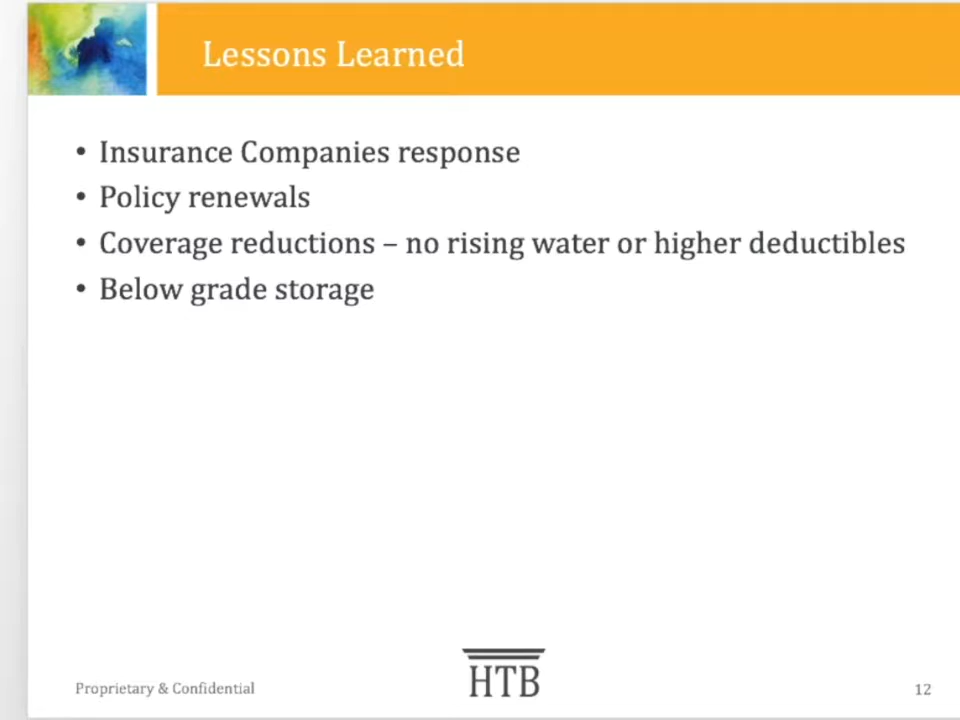 Lessons Learned
• Insurance Companies response
• Policy renewals
• Coverage reductions – no rising water or higher deductibles
• Below grade storage
HTB
Proprietary & Confidential
12